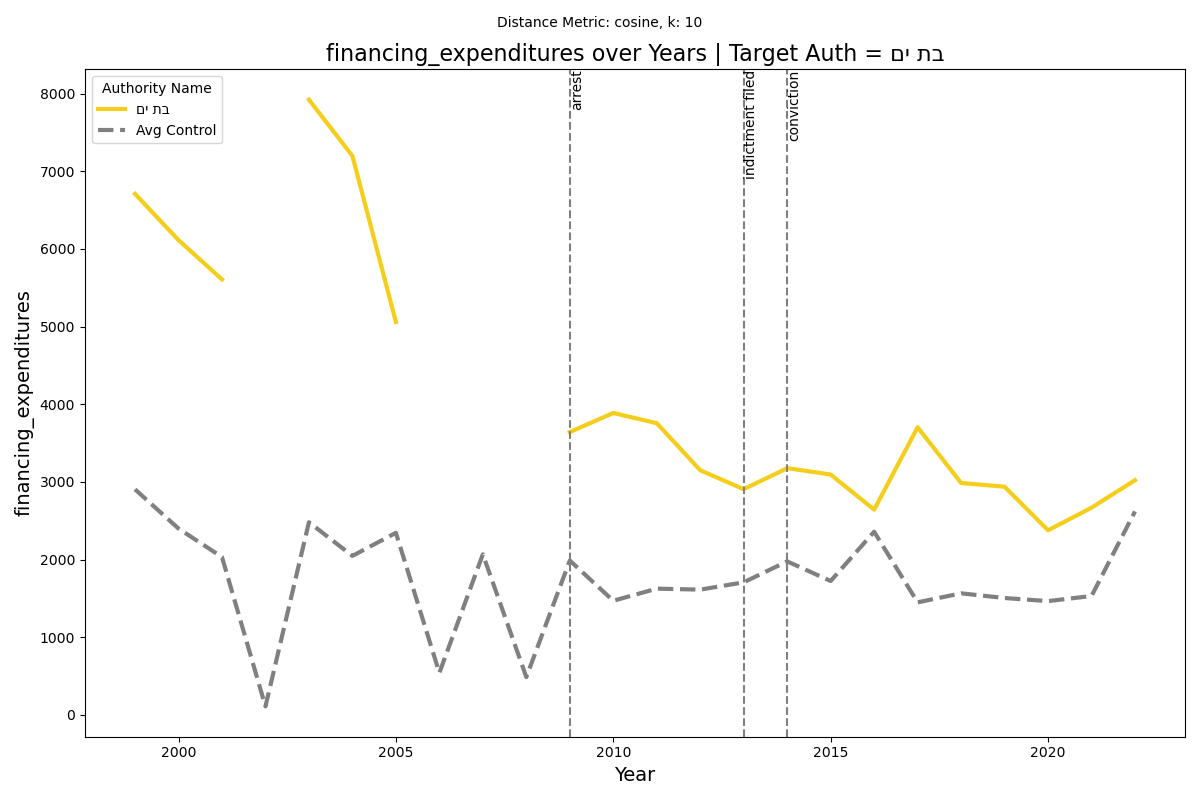 Distance Metric: cosine, k: 10
financing_expenditures over Years | Target Auth = בת ים
Authority Name
בת ים
Avg Control
arrest
indictment filed
conviction
financing_expenditures
8000
7000
6000
5000
4000
3000
2000
1000
0
2000
2005
2010
2015
2020
Year